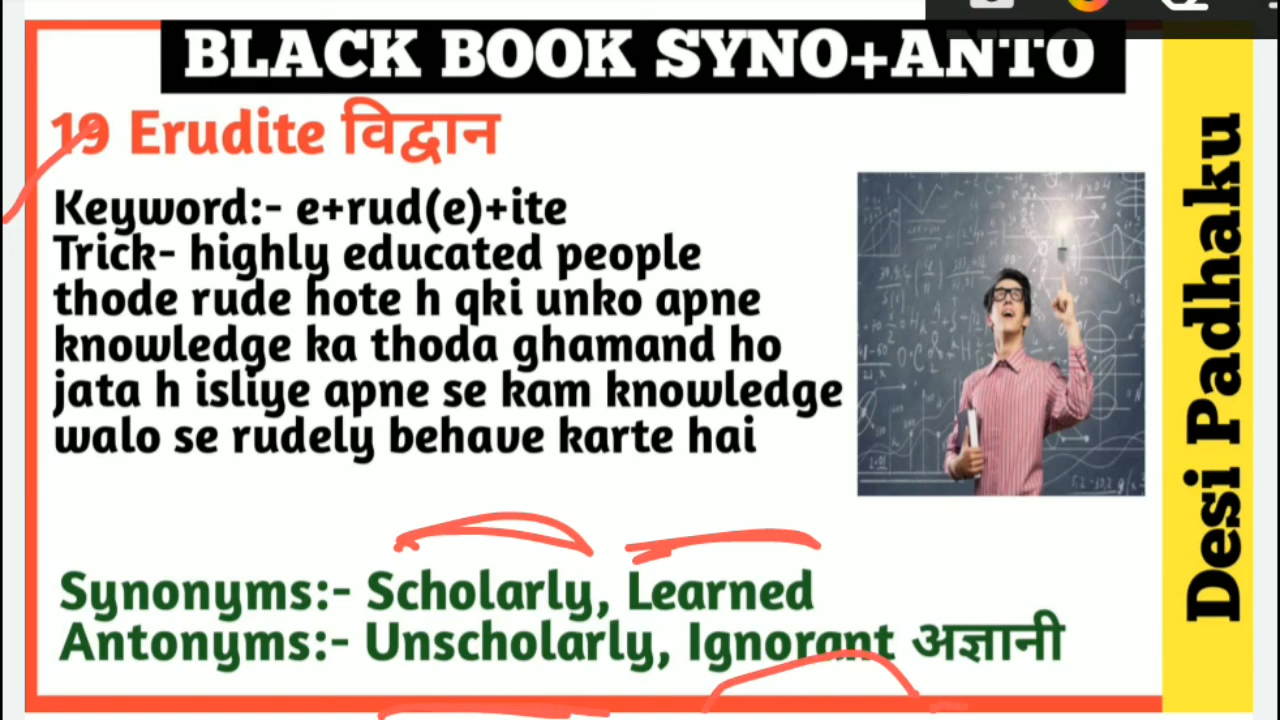 BLACK BOOK SYNO+ANTO
19 Erudite विद्वान
Keyword:- e+rud(e)+ite
Trick- highly educated people
thode rude hote h qki unko apne
knowledge ka thoda ghamand ho
jata h isliye apne se kam knowledge
walo se rudely behave karte hai
Synonyms:- Scholarly, Learned
Antonyms:- Unscholarly, Ignorant अज्ञानी
Desi Padhaku